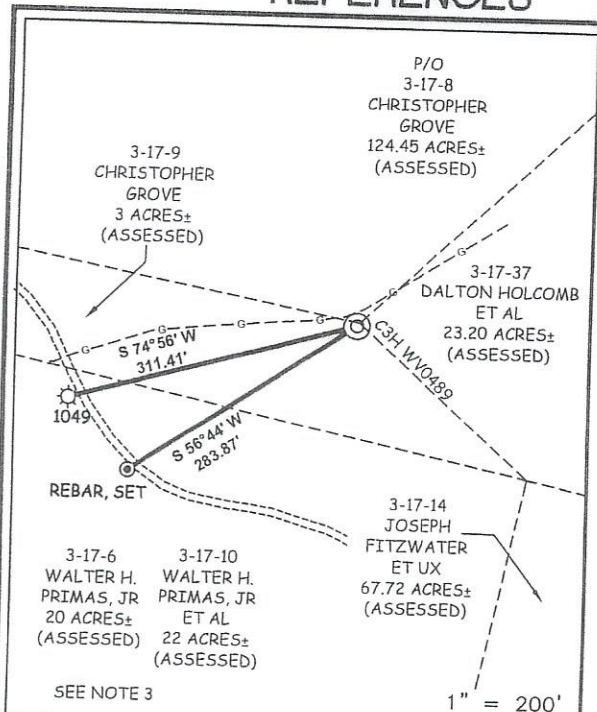 REFERENCES
P/O
3-17-8
CHRISTOPHER
GROVE
124.45 ACRES±
(ASSESSED)
3-17-9
CHRISTOPHER
GROVE
3 ACRES±
(ASSESSED)
G
G
3-17-37
DALTON HOLCOMB
ET AL
23.20 ACRES±
(ASSESSED)
G
G
G
G
G
C3H WV0489
S 74°56' W
311.41'
1049
S 56°44' W
283.87'
REBAR, SET
3-17-14
JOSEPH
FITZWATER
ET UX
67.72 ACRES±
(ASSESSED)
3-17-6
WALTER H.
PRIMAS, JR
20 ACRES±
(ASSESSED)
3-17-10
WALTER H.
PRIMAS, JR
ET AL
22 ACRES±
(ASSESSED)
SEE NOTE 3
1" = 200'